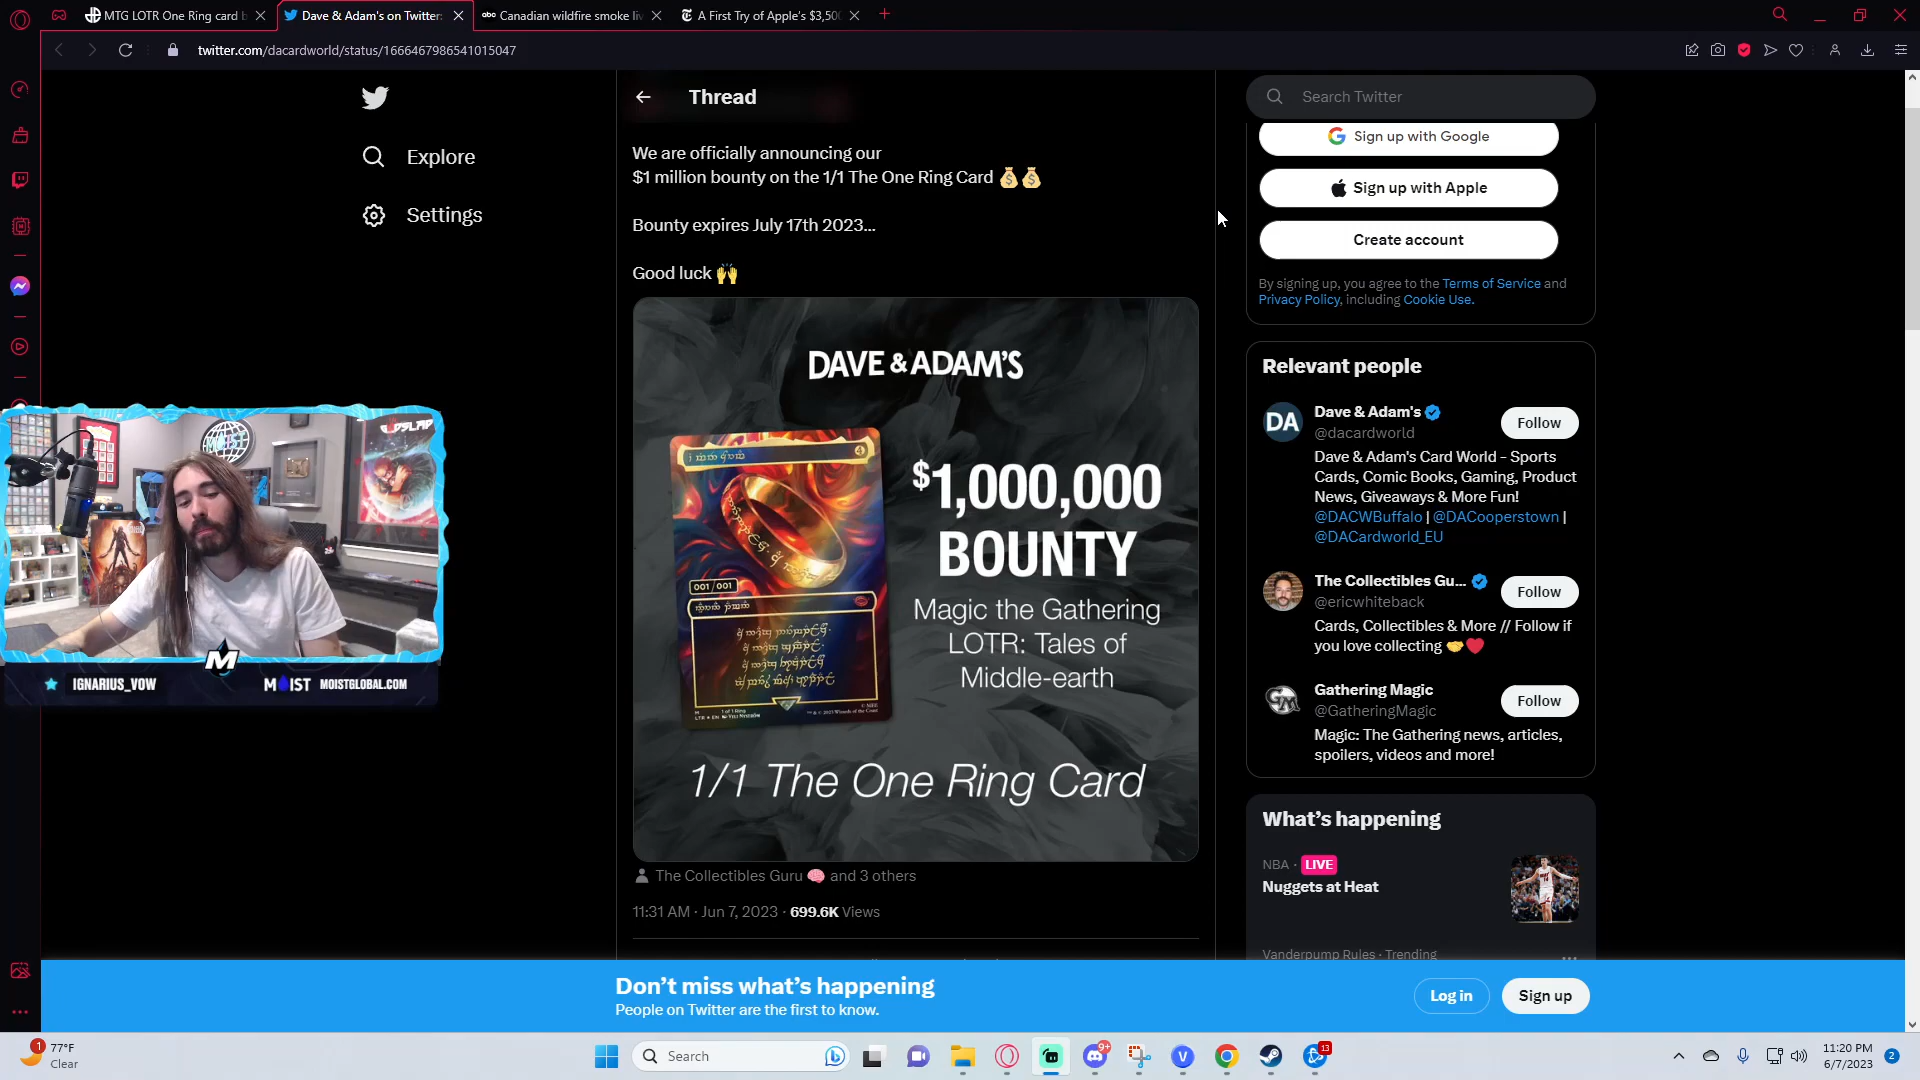 MTG LOTR One Ring card b
Dave & Adam's on Twitter:
abc Canadian wildfire smoke liv
A First Try of Apple's $3,500
twitter.com/dacardworld/status/1666467986541015047
Explore
Settings
Thread
We are officially announcing our
$1 million bounty on the 1/1 The One Ring Card 💰💰
Bounty expires July 17th 2023...
Good luck 🙌
DAVE & ADAM'S
$1,000,000
BOUNTY
Magic the Gathering
LOTR: Tales of
Middle-earth
4
001/001
1/1 The One Ring Card
The Collectibles Guru 🧠 and 3 others
11:31 AM · Jun 7, 2023 · 699.6K Views
Search Twitter
Sign up with Google
Sign up with Apple
Create account
By signing up, you agree to the Terms of Service and
Privacy Policy, including Cookie Use.
Relevant people
DA
Dave & Adam's
@dacardworld
Follow
Dave & Adam's Card World - Sports
Cards, Comic Books, Gaming, Product
News, Giveaways & More Fun!
@DACWBuffalo | @DACooperstown |
@DACardworld_EU
The Collectibles Gu...
@ericwhiteback
Follow
Cards, Collectibles & More // Follow if
you love collecting 🤝❤️
GM
Gathering Magic
@GatheringMagic
Follow
Magic: The Gathering news, articles,
spoilers, videos and more!
What's happening
NBA · LIVE
Nuggets at Heat
Vanderpump Rules · Trending
MOIST
M
IGNARIUS_VOW
MOIST MOISTGLOBAL.COM
Don't miss what's happening
People on Twitter are the first to know.
Log in
Sign up
1
77°F
Clear
Search
9+
V
13
11:20 PM
6/7/2023
2